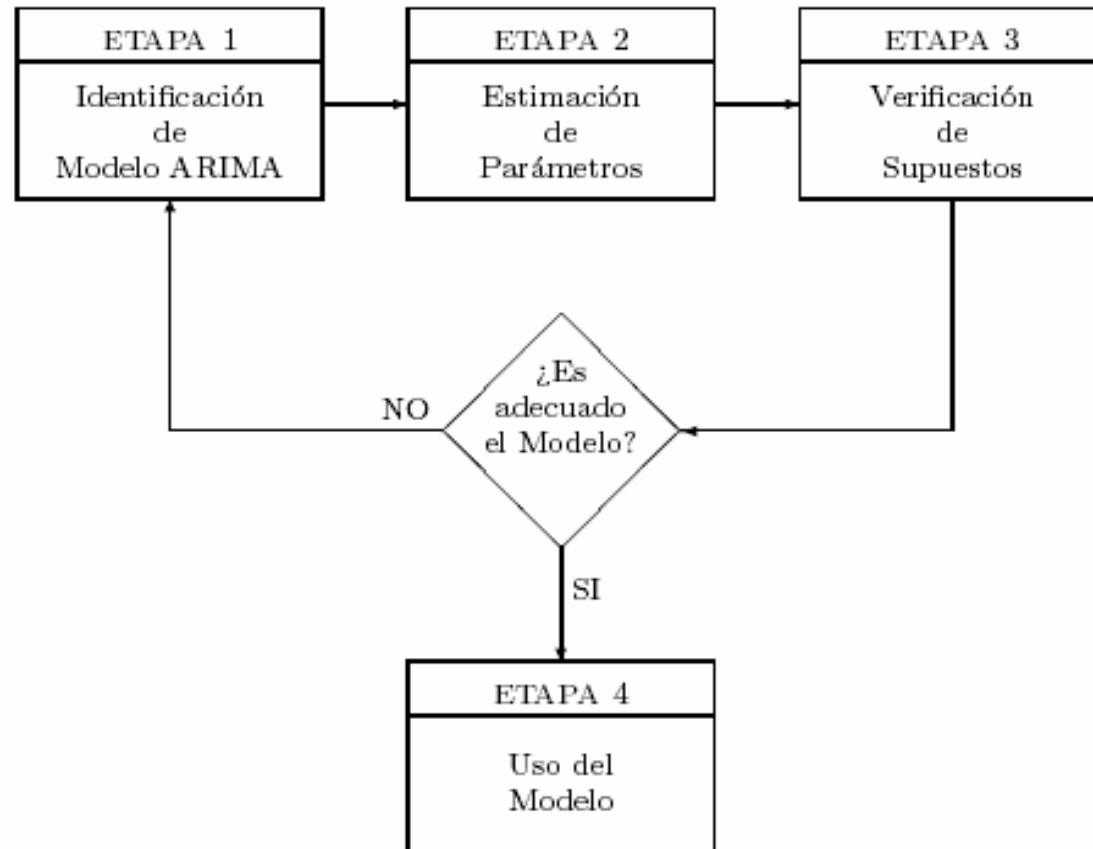 ETAPA 1
Identificación
de
Modelo ARIMA
ETAPA 2
Estimación
de
Parámetros
ETAPA 3
Verificación
de
Supuestos
¿Es
adecuado
el Modelo?
NO
SI
ETAPA 4
Uso del
Modelo